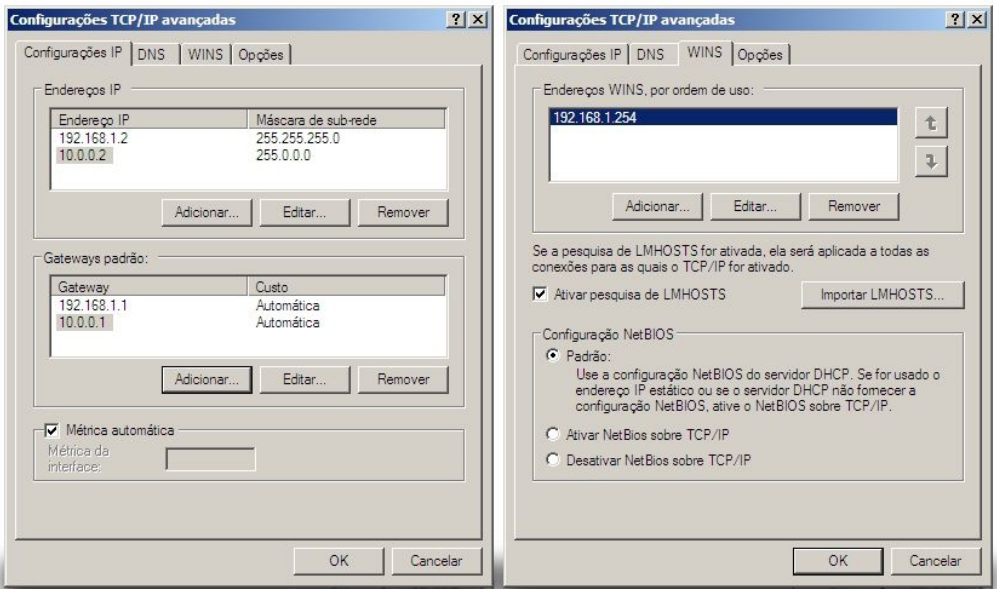 Configurações TCP/IP avançadas
Configurações IP DNS WINS Opções
Endereços IP
Endereço IP Máscara de sub-rede
192.168.1.2 255.255.255.0
10.0.0.2 255.0.0.0
Adicionar... Editar... Remover
Gateways padrão:
Gateway Custo
192.168.1.1 Automática
10.0.0.1 Automática
Adicionar... Editar... Remover
Métrica automática
Métrica da
interface:
OK Cancelar
Configurações TCP/IP avançadas
Configurações IP DNS WINS Opções
Endereços WINS, por ordem de uso:
192.168.1.254
Adicionar... Editar... Remover
Se a pesquisa de LMHOSTS for ativada, ela será aplicada a todas as
conexões para as quais o TCP/IP for ativado.
Ativar pesquisa de LMHOSTS Importar LMHOSTS...
Configuração NetBIOS
Padrão:
Use a configuração NetBIOS do servidor DHCP. Se for usado o
endereço IP estático ou se o servidor DHCP não fornecer a
configuração NetBIOS, ative o NetBIOS sobre TCP/IP.
Ativar NetBios sobre TCP/IP
Desativar NetBios sobre TCP/IP
OK Cancelar